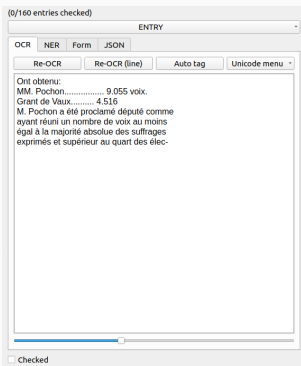 (0/160 entries checked)
ENTRY
OCR NER Form JSON
Re-OCR Re-OCR (line) Auto tag Unicode menu
Ont obtenu:
MM. Pochon................. 9.055 voix.
Grant de Vaux.......... 4.516
M. Pochon a été proclamé député comme
ayant réuni un nombre de voix au moins
égal à la majorité absolue des suffrages
exprimés et supérieur au quart des élec-
Checked